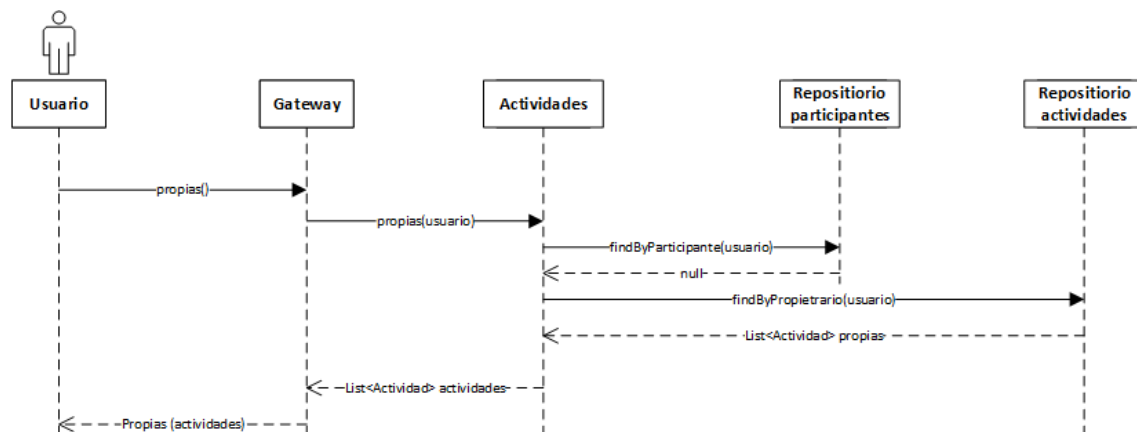 Usuario
Gateway
Actividades
Repositiorio
participantes
Repositiorio
actividades
propias()
propias(usuario)
findByParticipante(usuario)
null
findByPropietrario(usuario)
List<Actividad> propias
List<Actividad> actividades
Propias (actividades)